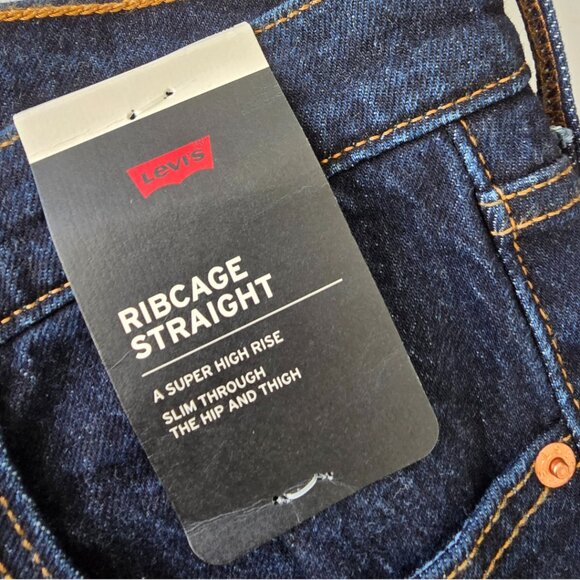 Levi's
RIBCAGE
STRAIGHT
A SUPER HIGH RISE
SLIM THROUGH
THE HIP AND THIGH